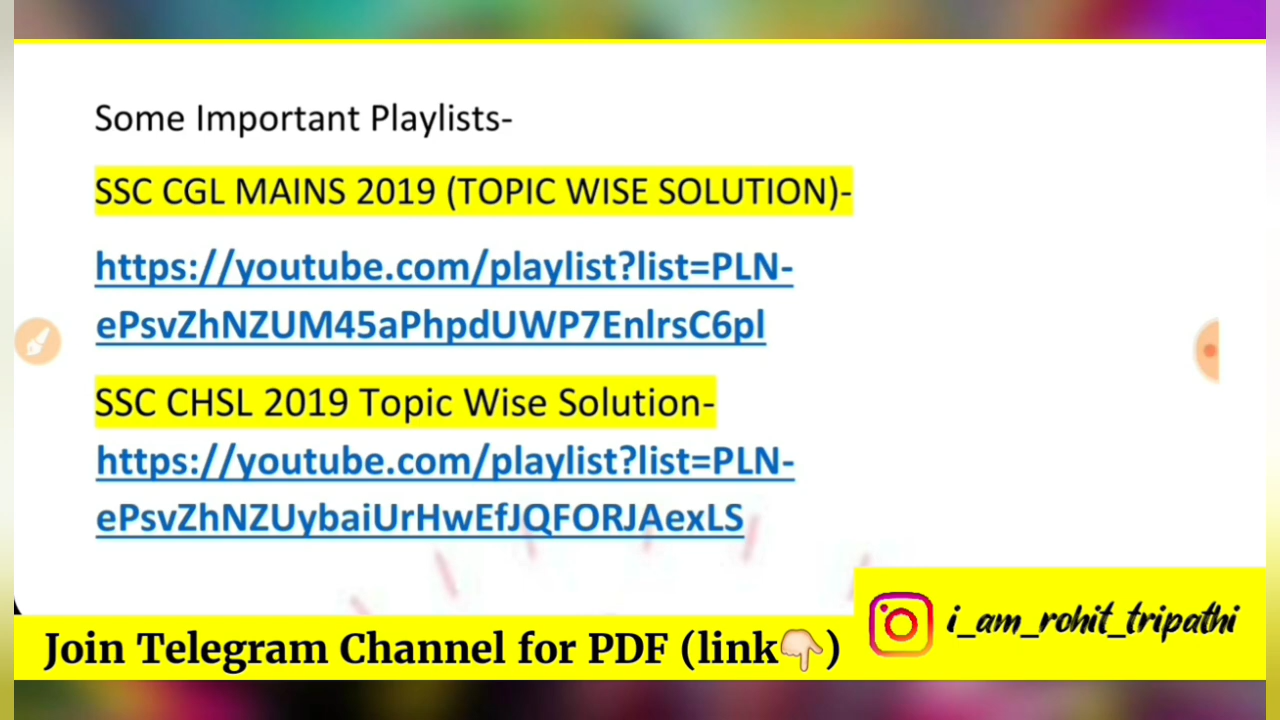 Some Important Playlists-
SSC CGL MAINS 2019 (TOPIC WISE SOLUTION)-
https://youtube.com/playlist?list=PLN-
ePsvZhNZUM45aPhpdUWP7EnlrsC6pl
SSC CHSL 2019 Topic Wise Solution-
https://youtube.com/playlist?list=PLN-
ePsvZhNZUybaiUrHwEfJQFORJAexLS
i_am_rohit_tripathi
Join Telegram Channel for PDF (link👇🏻)